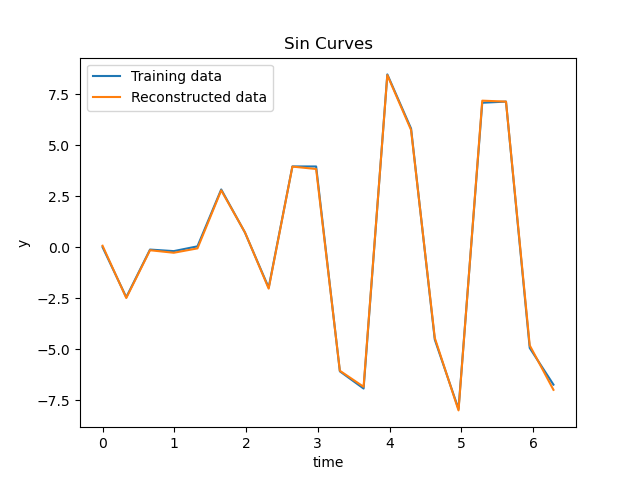 Sin Curves
Training data
Reconstructed data
7.5
5.0
2.5
0.0
−2.5
−5.0
−7.5
y
0 1 2 3 4 5 6
time